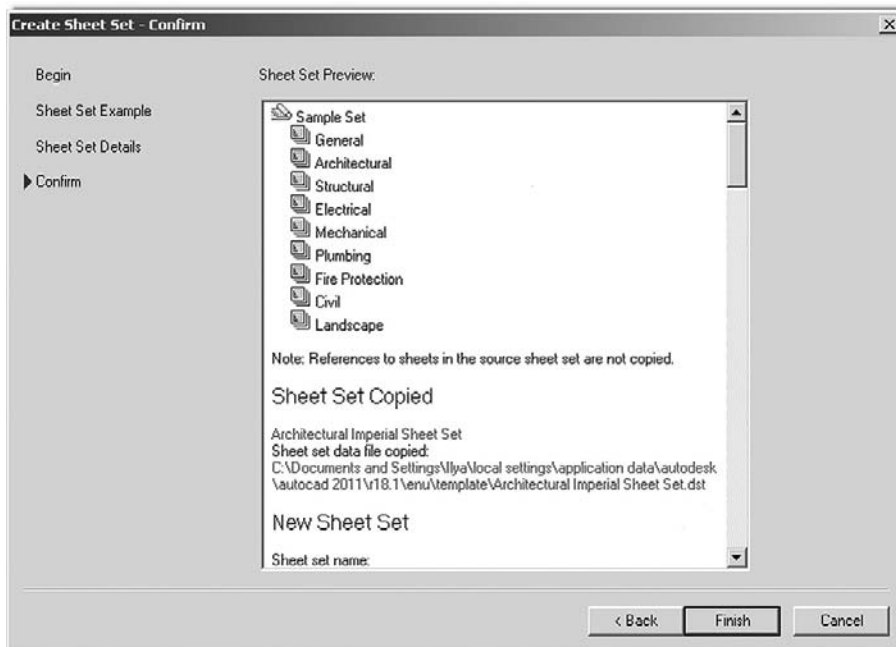 Create Sheet Set - Confirm
Begin
Sheet Set Example
Sheet Set Details
Confirm
Sheet Set Preview:
Sample Set
General
Architectural
Structural
Electrical
Mechanical
Plumbing
Fire Protection
Civil
Landscape
Note: References to sheets in the source sheet set are not copied.
Sheet Set Copied
Architectural Imperial Sheet Set
Sheet set data file copied:
C:\Documents and Settings\Ilya\local settings\application data\autodesk
\autocad 2011\r18.1\enu\template\Architectural Imperial Sheet Set.dst
New Sheet Set
Sheet set name:
< Back
Finish
Cancel